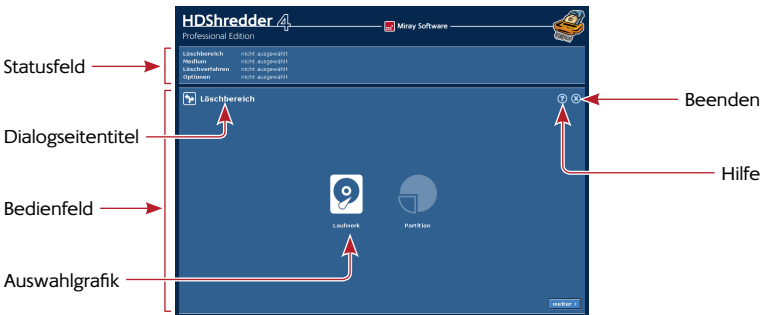 HDShredder 4
Professional Edition
Miray Software
Löschbereich nicht ausgewählt
Medium nicht ausgewählt
Löschverfahren nicht ausgewählt
Optionen nicht ausgewählt
Statusfeld
Löschbereich
? X
Beenden
Dialogseitentitel
Hilfe
Bedienfeld
Laufwerk
Partition
Auswahlgrafik
weiter ›